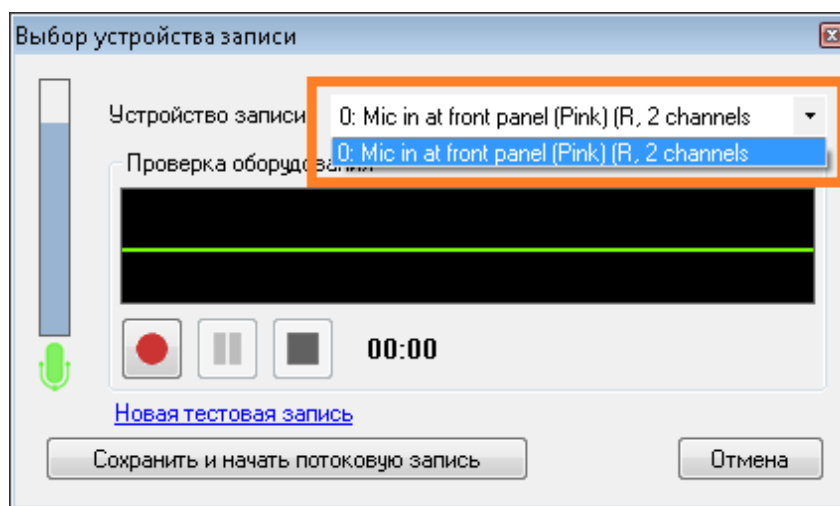 Выбор устройства записи
Устройство записи
0: Mic in at front panel (Pink) (R, 2 channels
0: Mic in at front panel (Pink) (R, 2 channels
Проверка оборудования
00:00
Новая тестовая запись
Сохранить и начать потоковую запись
Отмена